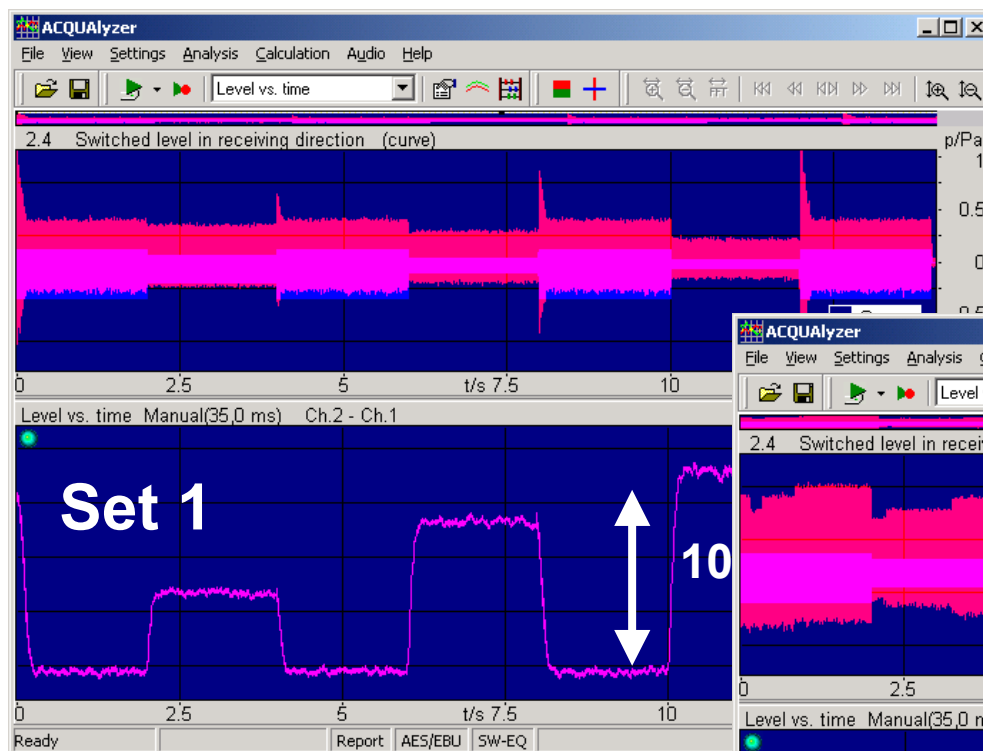 ACQUAlyzer
File View Settings Analysis Calculation Audio Help
Level vs. time
2.4 Switched level in receiving direction (curve)
p/Pa
1
0.5
0
0 2.5 5 t/s 7.5 10
Level vs. time Manual(35,0 ms) Ch.2 - Ch.1
Set 1
10
0 2.5 5 t/s 7.5 10
Ready Report AES/EBU SW-EQ
ACQUAlyzer
File View Settings Analysis
Level
2.4 Switched level in receiv
0 2.5
Level vs. time Manual(35,0 m